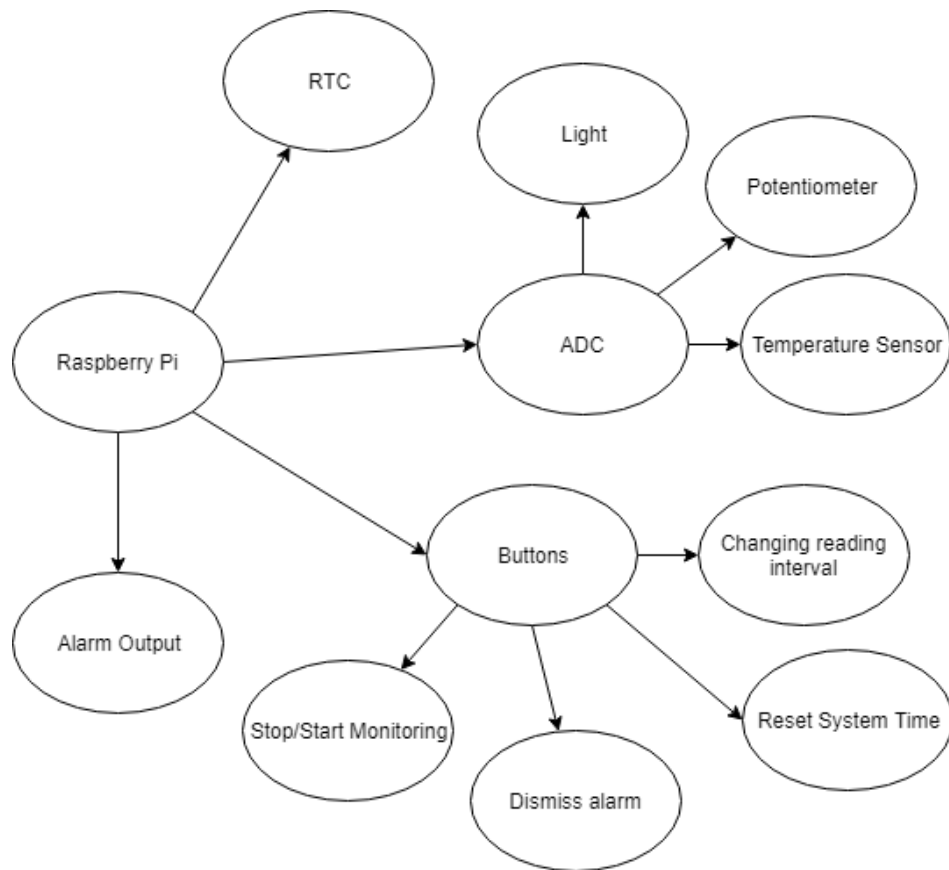 RTC
Light
Potentiometer
Raspberry Pi
ADC
Temperature Sensor
Buttons
Changing reading
interval
Alarm Output
Stop/Start Monitoring
Reset System Time
Dismiss alarm